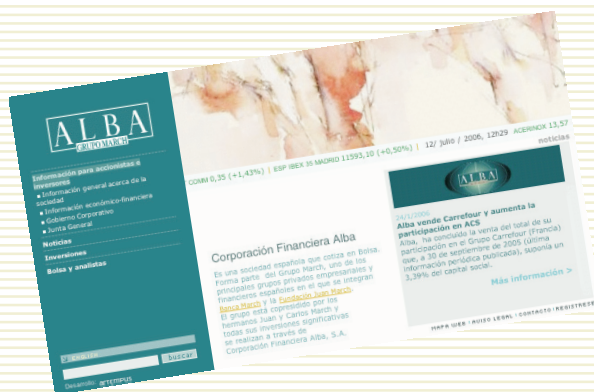 ALBA
GRUPO MARCH
Información para accionistas e
inversores
Información general acerca de la
sociedad
Información económico-financiera
Gobierno Corporativo
Junta General
Noticias
Inversiones
Bolsa y analistas
buscar
Desarrollo: arTEMPUS
COMM 0,35 (+1,43%) | ESP IBEX 35 MADRID 11593,10 (+0,50%) | 12/ Julio / 2006, 12h29 ACERINOX 13,57
Corporación Financiera Alba
Es una sociedad española que cotiza en Bolsa.
Forma parte del Grupo March, uno de los
principales grupos privados empresariales y
financieros españoles en el que se integran
Banca March y la Fundación Juan March.
El grupo está copresidido por los
hermanos Juan y Carlos March y
todas sus inversiones significativas
se realizan a través de
Corporación Financiera Alba, S.A.
noticias
ALBA
24/1/2006
Alba vende Carrefour y aumenta la
participación en ACS
Alba, ha concluido la venta del total de su
participación en el Grupo Carrefour (Francia)
que, a 30 de septiembre de 2005 (última
información periódica publicada), suponía un
3,39% del capital social.
Más información >
MAPA WEB / AVISO LEGAL / CONTACTO / REGISTRESE